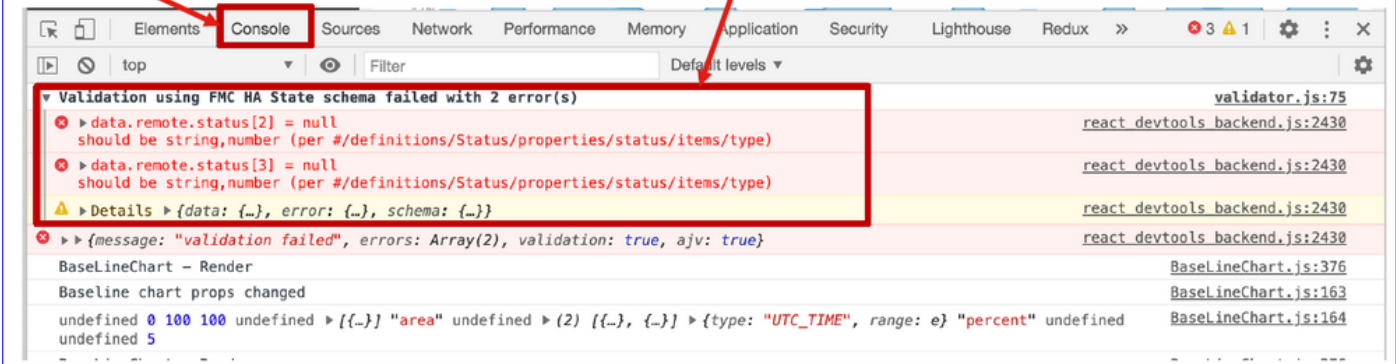 Elements Console Sources Network Performance Memory Application Security Lighthouse Redux » 3 1
top Filter Default levels
Validation using FMC HA State schema failed with 2 error(s) validator.js:75
data.remote.status[2] = null react_devtools_backend.js:2430
should be string,number (per #/definitions/Status/properties/status/items/type)
data.remote.status[3] = null react_devtools_backend.js:2430
should be string,number (per #/definitions/Status/properties/status/items/type)
Details {data: {…}, error: {…}, schema: {…}} react_devtools_backend.js:2430
{message: "validation failed", errors: Array(2), validation: true, ajv: true} react_devtools_backend.js:2430
BaseLineChart – Render BaseLineChart.js:376
Baseline chart props changed BaseLineChart.js:163
undefined 0 100 100 undefined [{…}] "area" undefined (2) [{…}, {…}] {type: "UTC_TIME", range: e} "percent" undefined BaseLineChart.js:164
undefined 5